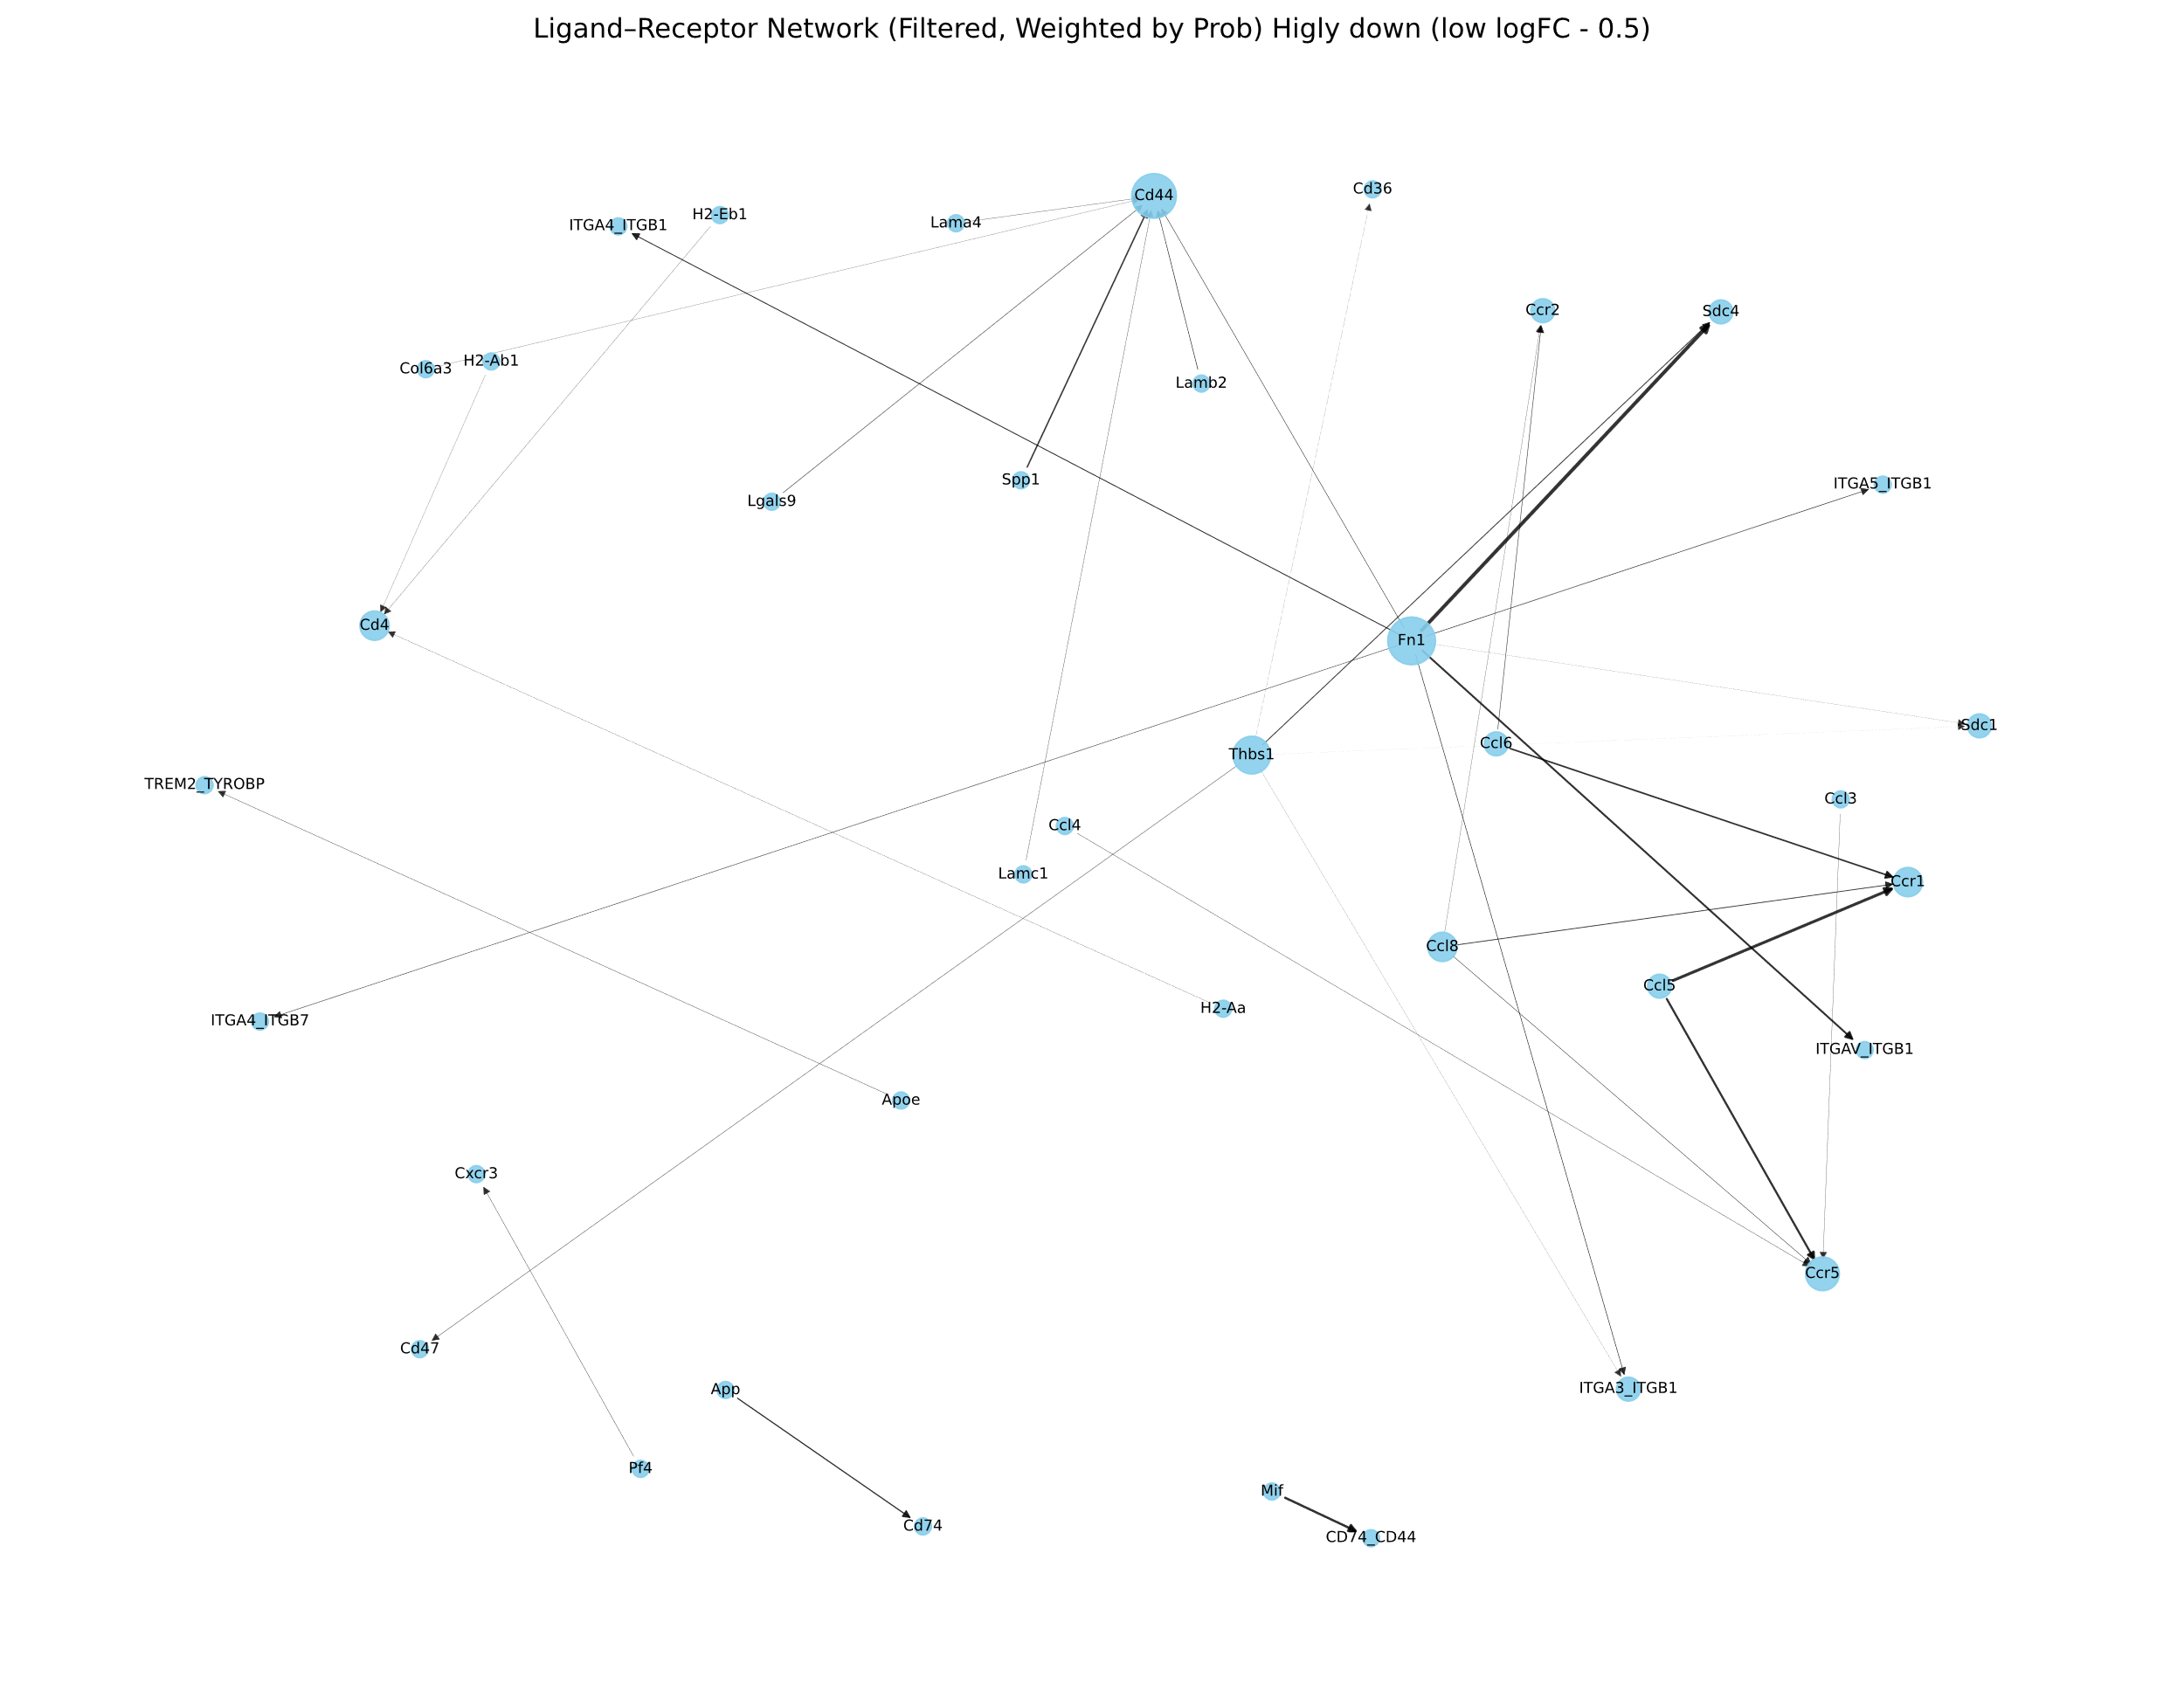 Ligand–Receptor Network (Filtered, Weighted by Prob) Higly down (low logFC - 0.5)
Cd36
Cd44
H2-Eb1
Lama4
ITGA4_ITGB1
Ccr2
Sdc4
H2-Ab1
Col6a3
Lamb2
Spp1
ITGA5_ITGB1
Lgals9
Cd4
Fn1
Sdc1
Ccl6
Thbs1
TREM2_TYROBP
Ccl3
Ccl4
Lamc1
Ccr1
Ccl8
Ccl5
H2-Aa
ITGA4_ITGB7
ITGAV_ITGB1
Apoe
Cxcr3
Ccr5
Cd47
App
ITGA3_ITGB1
Pf4
Mif
Cd74
CD74_CD44